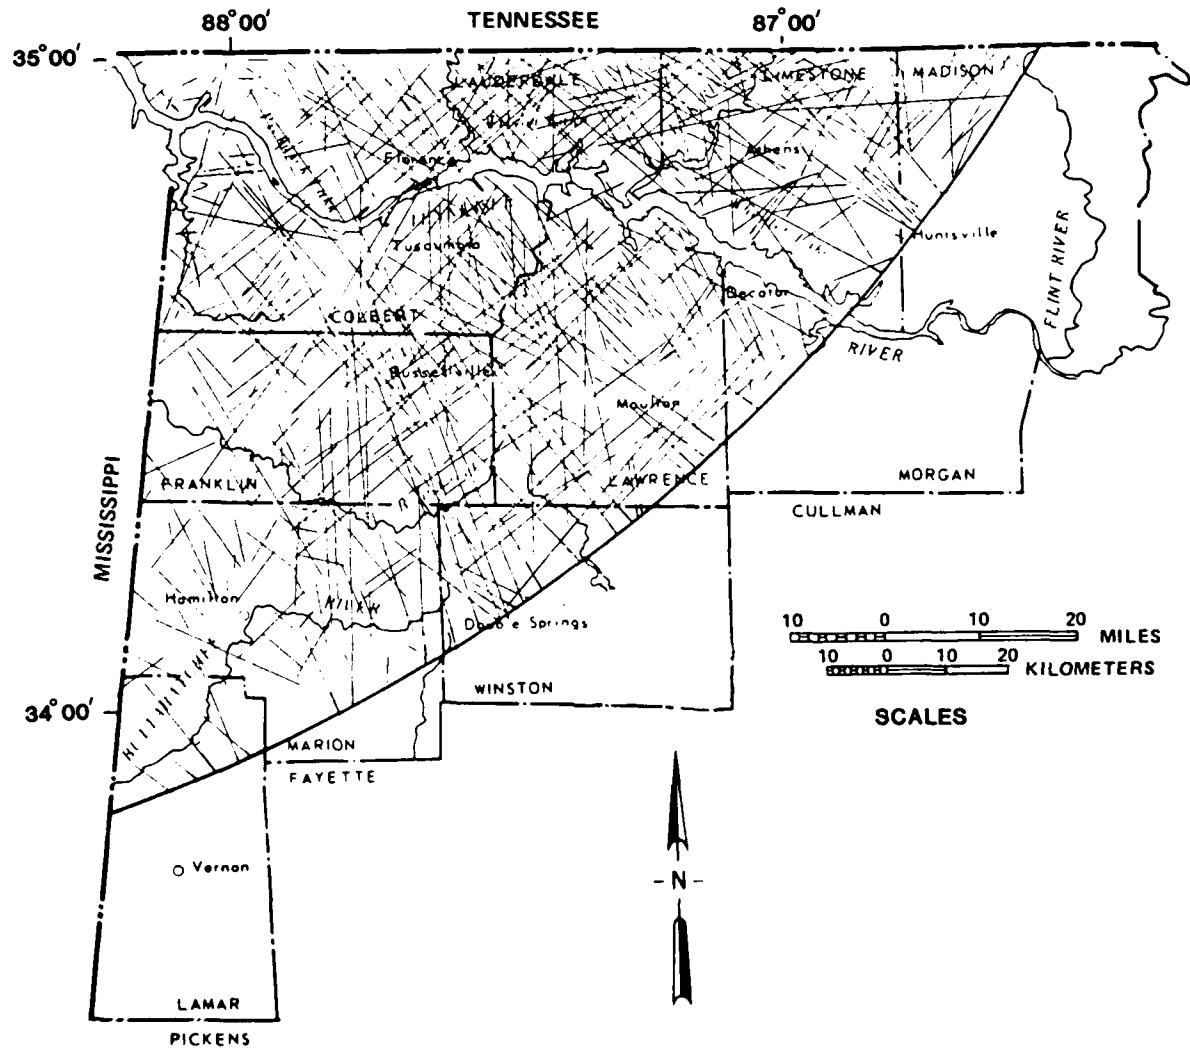 88°00′
TENNESSEE
87°00′
35°00′
LAUDERDALE
LIMESTONE
MADISON
Florence
Athens
Tuscumbia
Huntsville
FLINT RIVER
Decatur
COLBERT
RIVER
Russellville
Moulton
MISSISSIPPI
FRANKLIN
LAWRENCE
MORGAN
CULLMAN
Hamilton
Double Springs
10 0 10 20
MILES
10 0 10 20
KILOMETERS
WINSTON
SCALES
34°00′
MARION
FAYETTE
Vernon
- N -
LAMAR
PICKENS